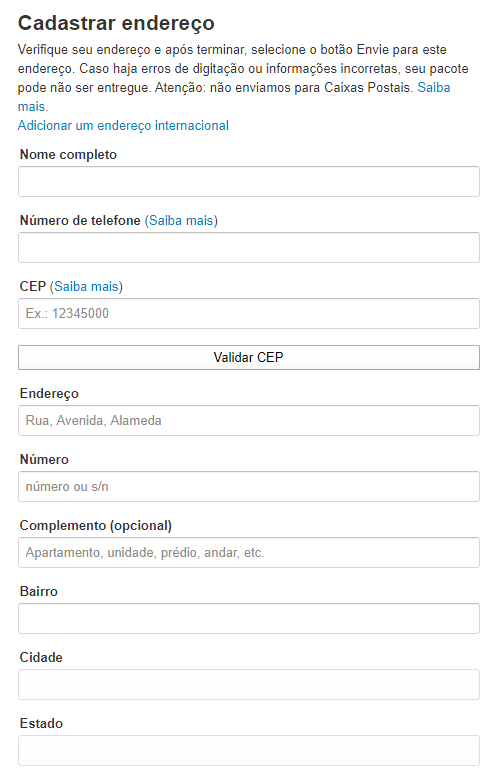 Cadastrar endereço
Verifique seu endereço e após terminar, selecione o botão Envie para este
endereço. Caso haja erros de digitação ou informações incorretas, seu pacote
pode não ser entregue. Atenção: não enviamos para Caixas Postais. Saiba
mais.
Adicionar um endereço internacional
Nome completo
Número de telefone (Saiba mais)
CEP (Saiba mais)
Ex.: 12345000
Validar CEP
Endereço
Rua, Avenida, Alameda
Número
número ou s/n
Complemento (opcional)
Apartamento, unidade, prédio, andar, etc.
Bairro
Cidade
Estado